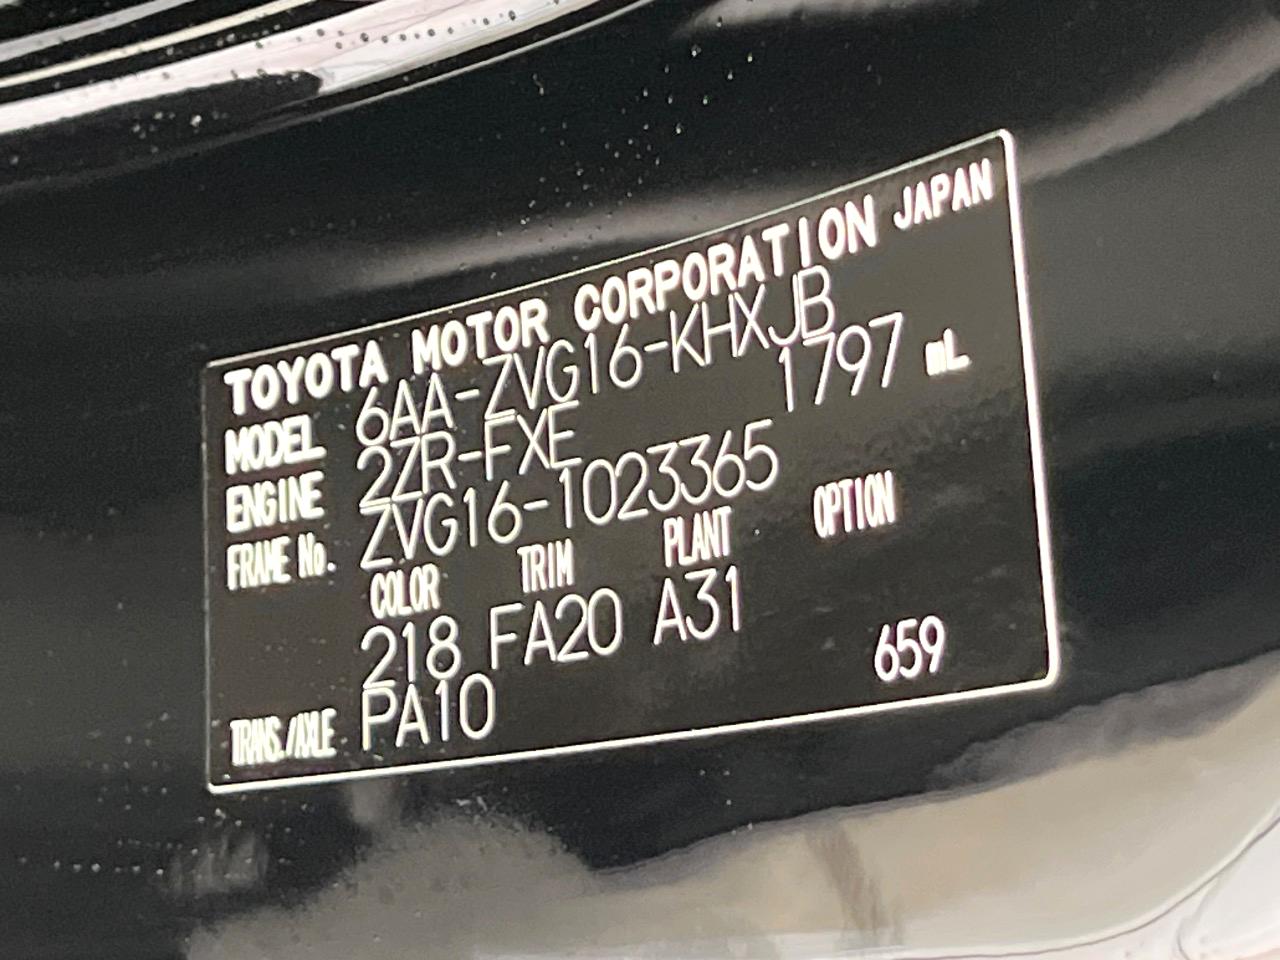 TOYOTA MOTOR CORPORATION JAPAN
MODEL 6AA-ZVG16-KHXJB
ENGINE 2ZR-FXE 1797 mL
FRAME No. ZVG16-1023365
COLOR TRIM PLANT OPTION
218 FA20 A31
TRANS./AXLE PA10 659